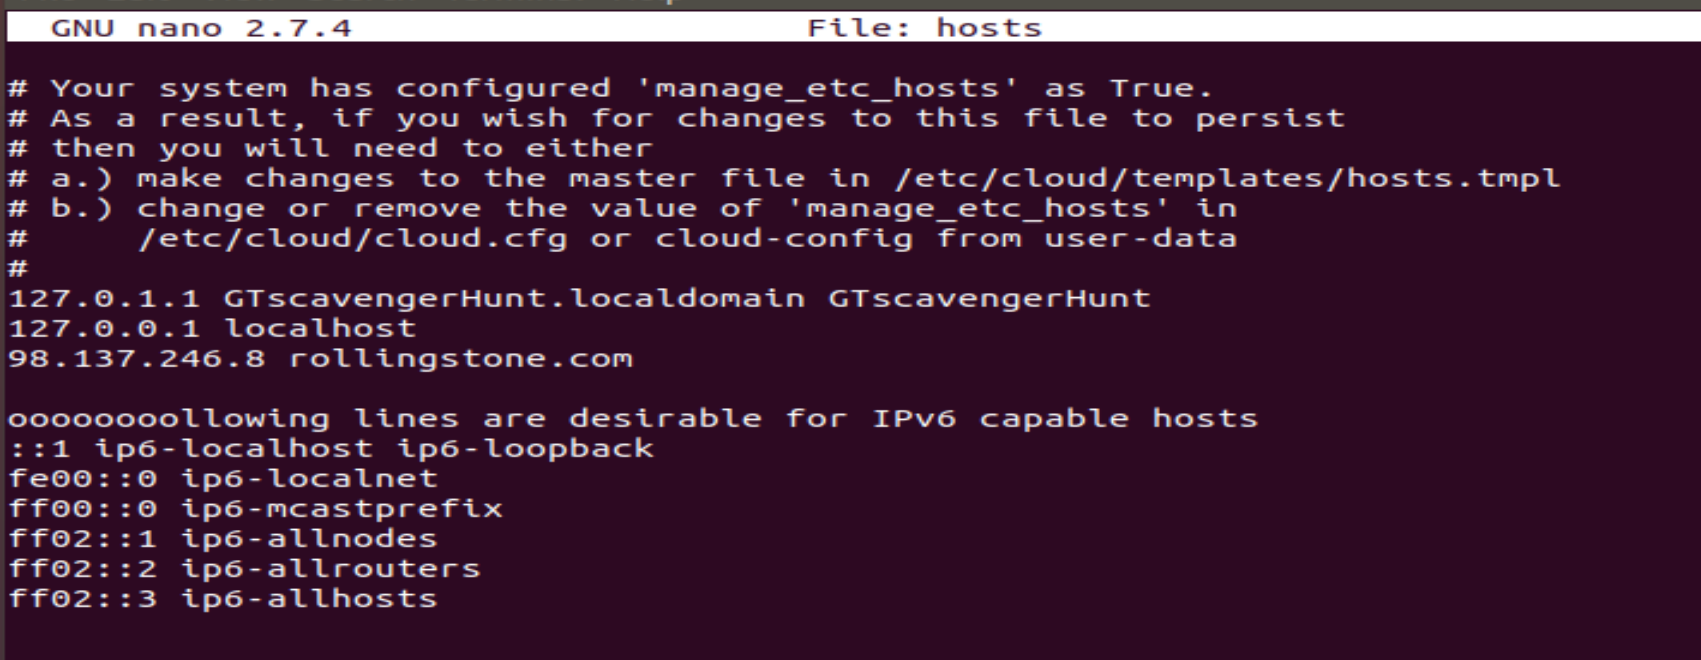 GNU nano 2.7.4 File: hosts
# Your system has configured 'manage_etc_hosts' as True.
# As a result, if you wish for changes to this file to persist
# then you will need to either
# a.) make changes to the master file in /etc/cloud/templates/hosts.tmpl
# b.) change or remove the value of 'manage_etc_hosts' in
#     /etc/cloud/cloud.cfg or cloud-config from user-data
#
127.0.1.1 GTscavengerHunt.localdomain GTscavengerHunt
127.0.0.1 localhost
98.137.246.8 rollingstone.com
oooooooollowing lines are desirable for IPv6 capable hosts
::1 ip6-localhost ip6-loopback
fe00::0 ip6-localnet
ff00::0 ip6-mcastprefix
ff02::1 ip6-allnodes
ff02::2 ip6-allrouters
ff02::3 ip6-allhosts